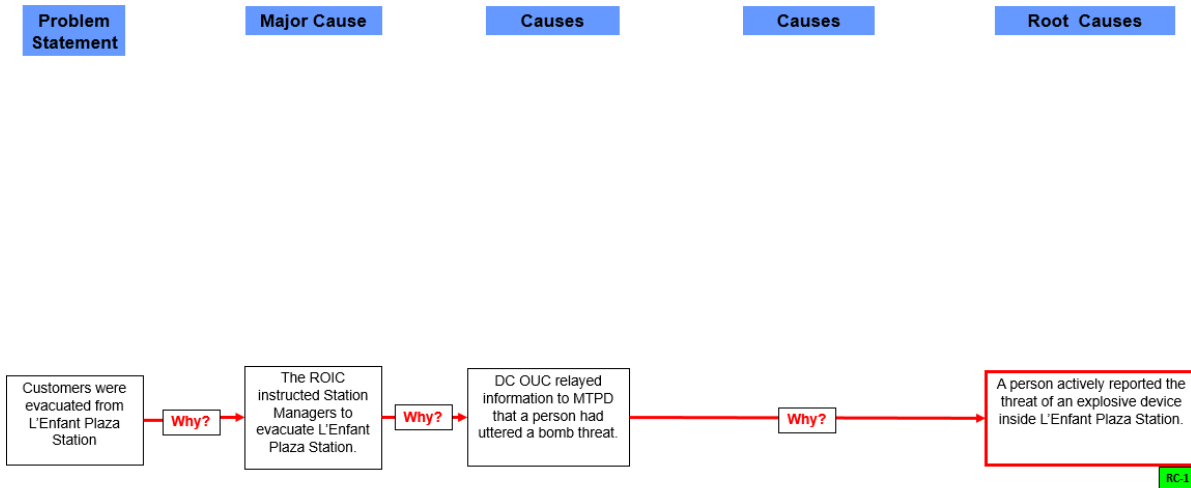 Problem
Statement
Major Cause
Causes
Causes
Root Causes
Customers were
evacuated from
L'Enfant Plaza
Station
Why?
The ROIC
instructed Station
Managers to
evacuate L'Enfant
Plaza Station.
Why?
DC OUC relayed
information to MTPD
that a person had
uttered a bomb threat.
Why?
A person actively reported the
threat of an explosive device
inside L'Enfant Plaza Station.
RC-1